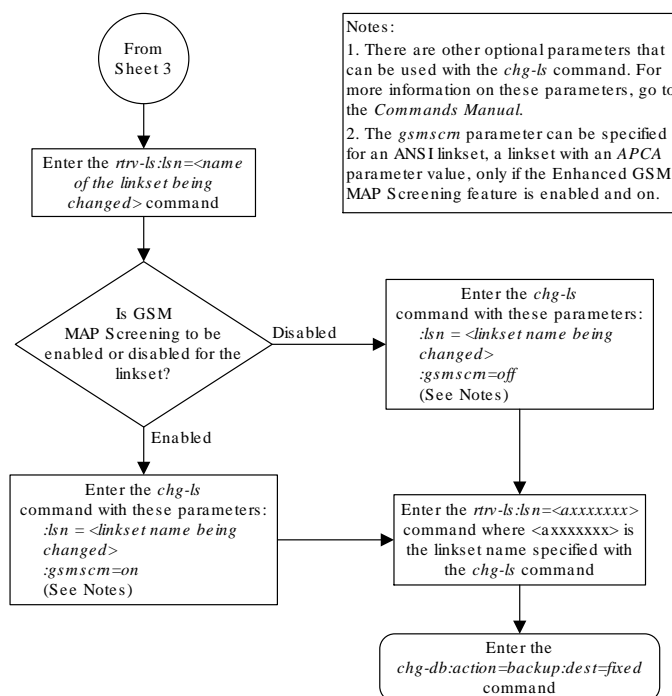 From
Sheet 3
Notes:
1. There are other optional parameters that
can be used with the chg-ls command. For
more information on these parameters, go to
the Commands Manual.
2. The gsmscrn parameter can be specified
for an ANSI linkset, a linkset with an APCA
parameter value, only if the Enhanced GSM
MAP Screening feature is enabled and on.
Enter the rtrv-ls:lsn=<name
of the linkset being
changed> command
Is GSM
MAP Screening to be
enabled or disabled for the
linkset?
Disabled
Enter the chg-ls
command with these parameters:
:lsn = <linkset name being
changed>
:gsmscrn=off
(See Notes)
Enabled
Enter the chg-ls
command with these parameters:
:lsn = <linkset name being
changed>
:gsmscrn=on
(See Notes)
Enter the rtrv-ls:lsn=<axxxxxxx>
command where <axxxxxxx> is
the linkset name specified with
the chg-ls command
Enter the
chg-db:action=backup:dest=fixed
command